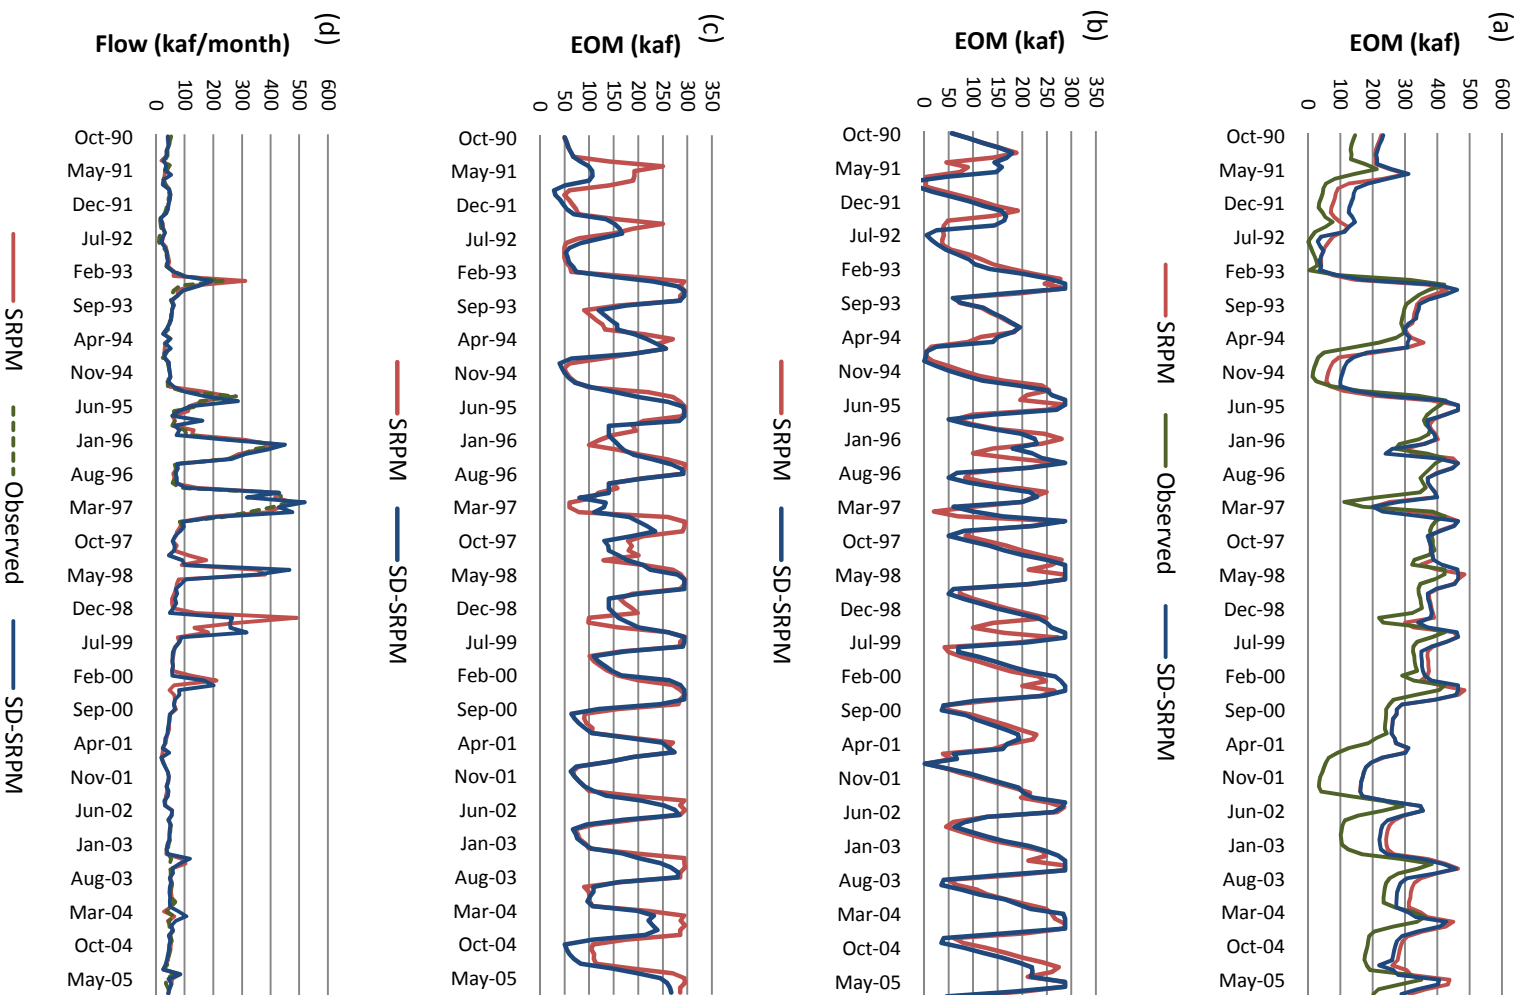 (a)
EOM (kaf)
0 100 200 300 400 500 600
Oct-90
May-91
Dec-91
Jul-92
Feb-93
Sep-93
Apr-94
Nov-94
Jun-95
Jan-96
Aug-96
Mar-97
Oct-97
May-98
Dec-98
Jul-99
Feb-00
Sep-00
Apr-01
Nov-01
Jun-02
Jan-03
Aug-03
Mar-04
Oct-04
May-05
SRPM Observed SD-SRPM
(b)
EOM (kaf)
0 50 100 150 200 250 300 350
Oct-90
May-91
Dec-91
Jul-92
Feb-93
Sep-93
Apr-94
Nov-94
Jun-95
Jan-96
Aug-96
Mar-97
Oct-97
May-98
Dec-98
Jul-99
Feb-00
Sep-00
Apr-01
Nov-01
Jun-02
Jan-03
Aug-03
Mar-04
Oct-04
May-05
SRPM SD-SRPM
(c)
EOM (kaf)
0 50 100 150 200 250 300 350
Oct-90
May-91
Dec-91
Jul-92
Feb-93
Sep-93
Apr-94
Nov-94
Jun-95
Jan-96
Aug-96
Mar-97
Oct-97
May-98
Dec-98
Jul-99
Feb-00
Sep-00
Apr-01
Nov-01
Jun-02
Jan-03
Aug-03
Mar-04
Oct-04
May-05
SRPM SD-SRPM
(d)
Flow (kaf/month)
0 100 200 300 400 500 600
Oct-90
May-91
Dec-91
Jul-92
Feb-93
Sep-93
Apr-94
Nov-94
Jun-95
Jan-96
Aug-96
Mar-97
Oct-97
May-98
Dec-98
Jul-99
Feb-00
Sep-00
Apr-01
Nov-01
Jun-02
Jan-03
Aug-03
Mar-04
Oct-04
May-05
SRPM Observed SD-SRPM